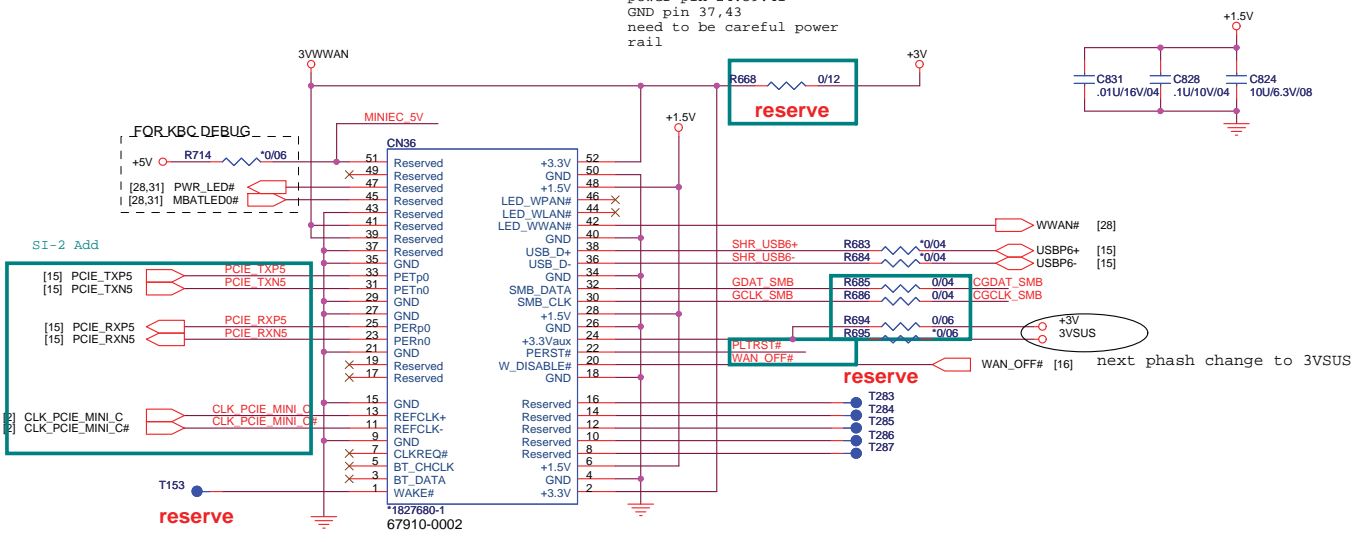 GND pin 37,43
need to be careful power
rail
3VWWAN
+3V
R668 0/12
reserve
+1.5V
C831
.01U/16V/04
C828
.1U/10V/04
C824
10U/6.3V/08
FOR KBC DEBUG
+5V
R714
*0/06
MINIEC_5V
[28,31] PWR_LED#
[28,31] MBATLED0#
SI-2 Add
[15] PCIE_TXP5
[15] PCIE_TXN5
PCIE_TXP5
PCIE_TXN5
[15] PCIE_RXP5
[15] PCIE_RXN5
PCIE_RXP5
PCIE_RXN5
[2] CLK_PCIE_MINI_C
[2] CLK_PCIE_MINI_C#
CLK_PCIE_MINI_C
CLK_PCIE_MINI_C#
T153
reserve
CN36
51 Reserved
49 Reserved
47 Reserved
45 Reserved
43 Reserved
41 Reserved
39 Reserved
37 Reserved
35 GND
33 PETp0
31 PETn0
29 GND
27 GND
25 PERp0
23 PERn0
21 GND
19 Reserved
17 Reserved
15 GND
13 REFCLK+
11 REFCLK-
9 GND
7 CLKREQ#
5 BT_CHCLK
3 BT_DATA
1 WAKE#
+3.3V 52
GND 50
+1.5V 48
LED_WPAN# 46
LED_WLAN# 44
LED_WWAN# 42
GND 40
USB_D+ 38
USB_D- 36
GND 34
SMB_DATA 32
SMB_CLK 30
+1.5V 28
GND 26
+3.3Vaux 24
PERST# 22
W_DISABLE# 20
GND 18
Reserved 16
Reserved 14
Reserved 12
Reserved 10
Reserved 8
+1.5V 6
GND 4
+3.3V 2
*1827680-1
67910-0002
+1.5V
WWAN# [28]
SHR_USB6+
R683
*0/04
USBP6+ [15]
SHR_USB6-
R684
*0/04
USBP6- [15]
GDAT_SMB
R685
0/04
CGDAT_SMB
GCLK_SMB
R686
0/04
CGCLK_SMB
R694
0/06
+3V
R695
*0/06
3VSUS
PLTRST#
WAN_OFF#
reserve
WAN_OFF# [16]
next phash change to 3VSUS
T283
T284
T285
T286
T287